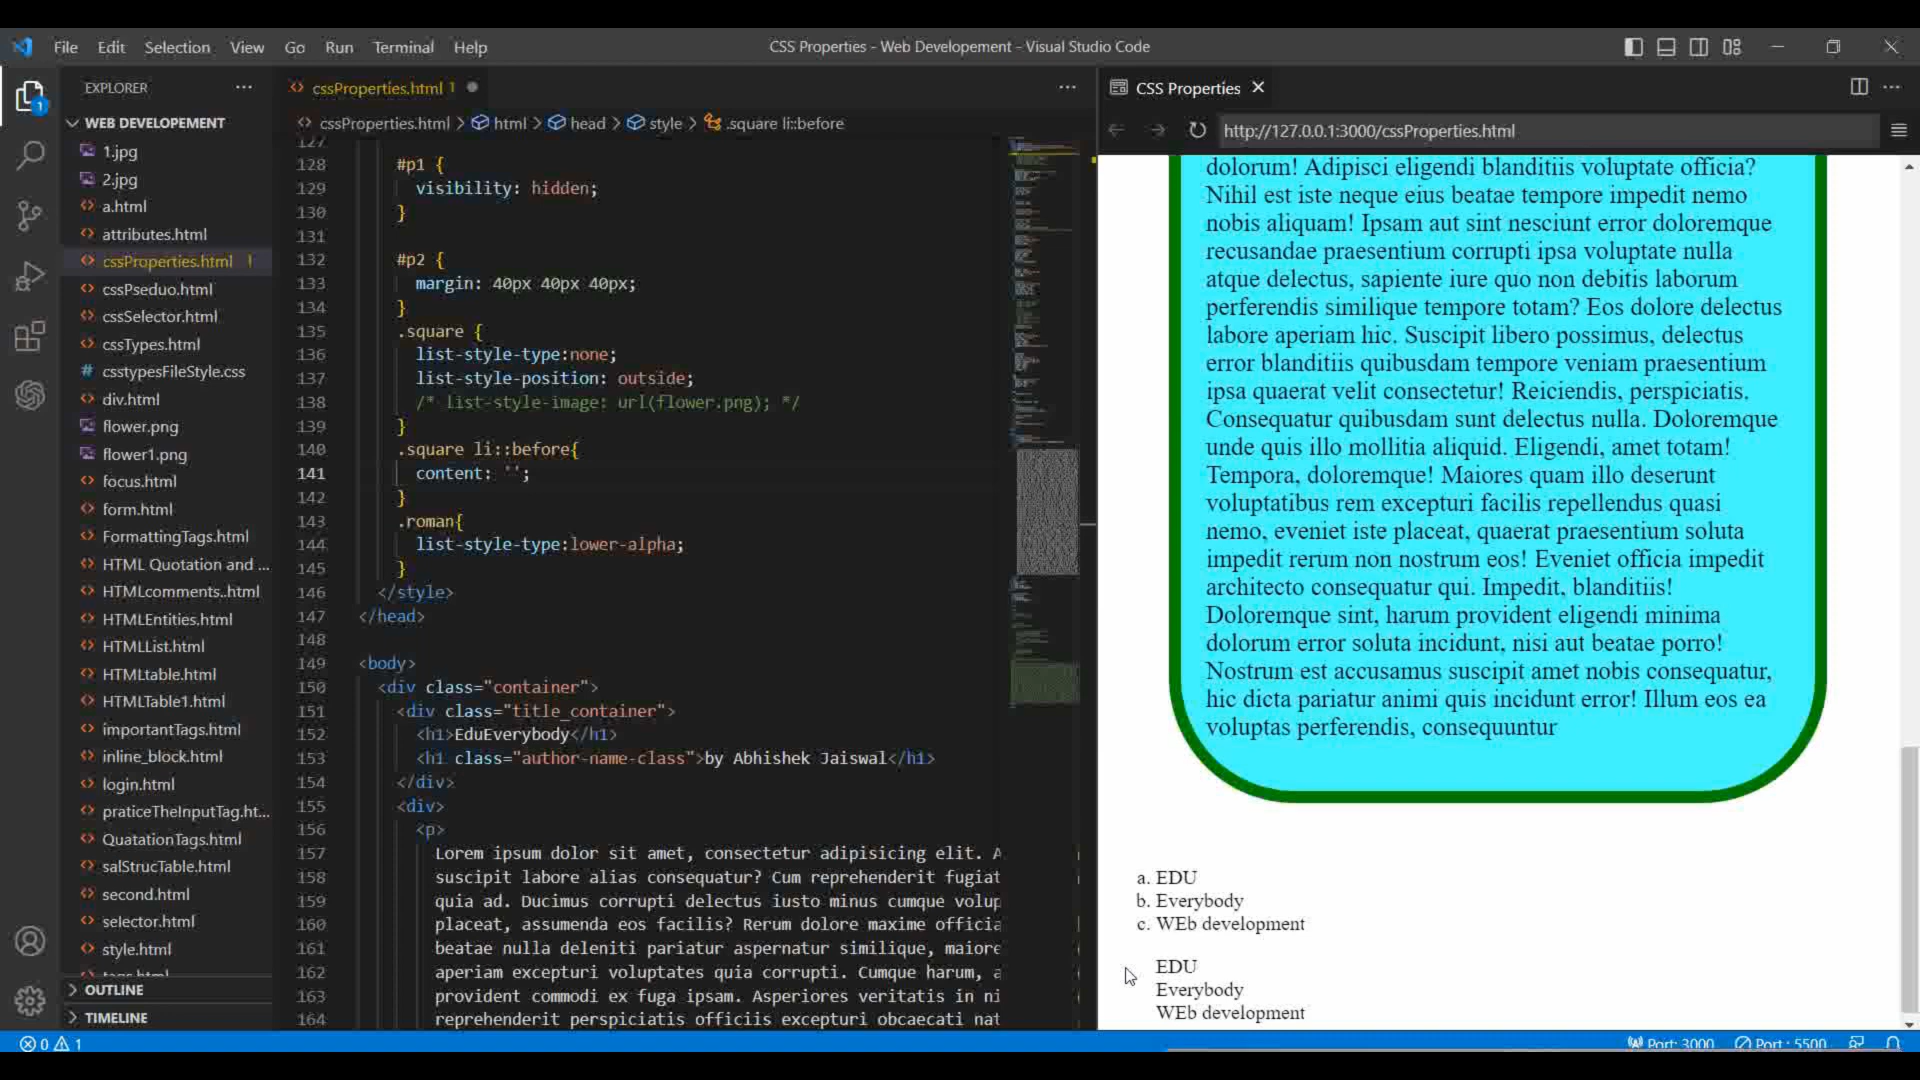 File Edit Selection View Go Run Terminal Help
CSS Properties - Web Developement - Visual Studio Code
EXPLORER
WEB DEVELOPEMENT
1.jpg
2.jpg
a.html
attributes.html
cssProperties.html 1
cssPseduo.html
cssSelector.html
cssTypes.html
# csstypesFileStyle.css
div.html
flower.png
flower1.png
focus.html
form.html
FormattingTags.html
HTML Quotation and ...
HTMLcomments..html
HTMLEntities.html
HTMLList.html
HTMLtable.html
HTMLTable1.html
importantTags.html
inline_block.html
login.html
praticeTheInputTag.ht...
QuatationTags.html
salStrucTable.html
second.html
selector.html
style.html
tags.html
OUTLINE
TIMELINE
1
cssProperties.html 1
cssProperties.html > html > head > style > .square li::before
127
128 #p1 {
129 visibility: hidden;
130 }
131
132 #p2 {
133 margin: 40px 40px 40px;
134 }
135 .square {
136 list-style-type:none;
137 list-style-position: outside;
138 /* list-style-image: url(flower.png); */
139 }
140 .square li::before{
141 content: '';
142 }
143 .roman{
144 list-style-type:lower-alpha;
145 }
146 </style>
147 </head>
148
149 <body>
150 <div class="container">
151 <div class="title_container">
152 <h1>EduEverybody</h1>
153 <h1 class="author-name-class">by Abhishek Jaiswal</h1>
154 </div>
155 <div>
156 <p>
157 Lorem ipsum dolor sit amet, consectetur adipisicing elit. A
158 suscipit labore alias consequatur? Cum reprehenderit fugiat
159 quia ad. Ducimus corrupti delectus iusto minus cumque volup
160 placeat, assumenda eos facilis? Rerum dolore maxime officia
161 beatae nulla deleniti pariatur aspernatur similique, maiore
162 aperiam excepturi voluptates quia corrupti. Cumque harum, a
163 provident commodi ex fuga ipsam. Asperiores veritatis in ni
164 reprehenderit perspiciatis officiis excepturi obcaecati nat
CSS Properties
http://127.0.0.1:3000/cssProperties.html
dolorum! Adipisci eligendi blanditiis voluptate officia?
Nihil est iste neque eius beatae tempore impedit nemo
nobis aliquam! Ipsam aut sint nesciunt error doloremque
recusandae praesentium corrupti ipsa voluptate nulla
atque delectus, sapiente iure quo non debitis laborum
perferendis similique tempore totam? Eos dolore delectus
labore aperiam hic. Suscipit libero possimus, delectus
error blanditiis quibusdam tempore veniam praesentium
ipsa quaerat velit consectetur! Reiciendis, perspiciatis.
Consequatur quibusdam sunt delectus nulla. Doloremque
unde quis illo mollitia aliquid. Eligendi, amet totam!
Tempora, doloremque! Maiores quam illo deserunt
voluptatibus rem excepturi facilis repellendus quasi
nemo, eveniet iste placeat, quaerat praesentium soluta
impedit rerum non nostrum eos! Eveniet officia impedit
architecto consequatur qui. Impedit, blanditiis!
Doloremque sint, harum provident eligendi minima
dolorum error soluta incidunt, nisi aut beatae porro!
Nostrum est accusamus suscipit amet nobis consequatur,
hic dicta pariatur animi quis incidunt error! Illum eos ea
voluptas perferendis, consequuntur
a. EDU
b. Everybody
c. WEb development
EDU
Everybody
WEb development
0 1
Port: 3000 Port : 5500